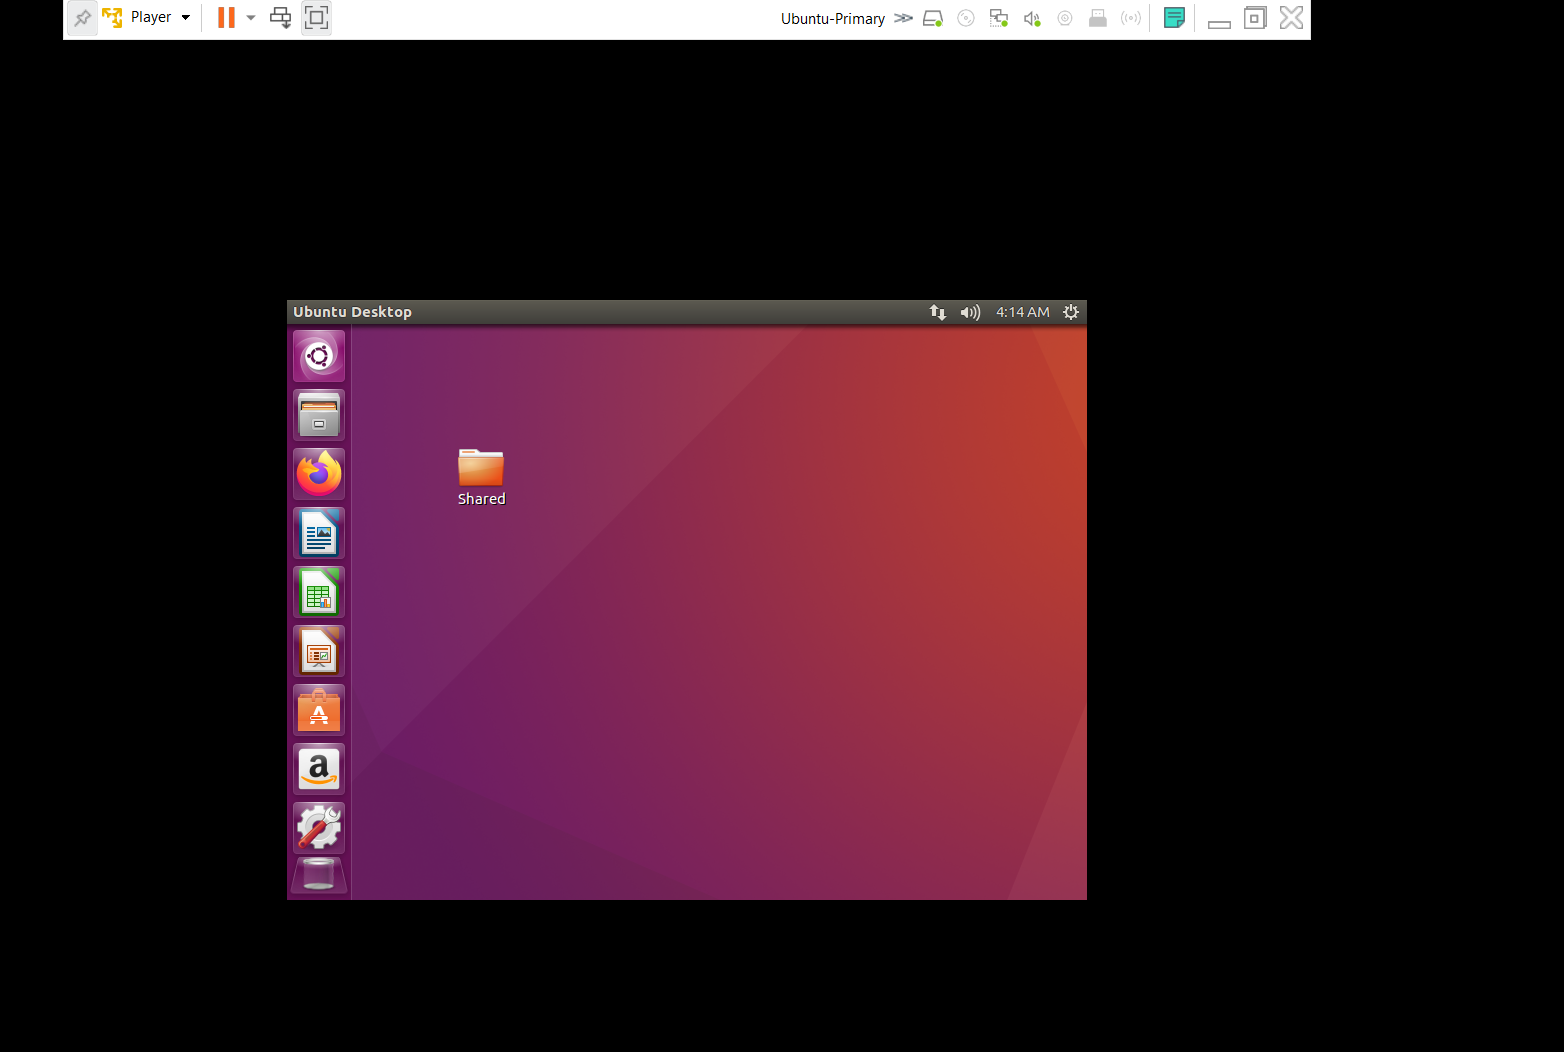 Player
Ubuntu-Primary
Ubuntu Desktop
4:14 AM
Shared